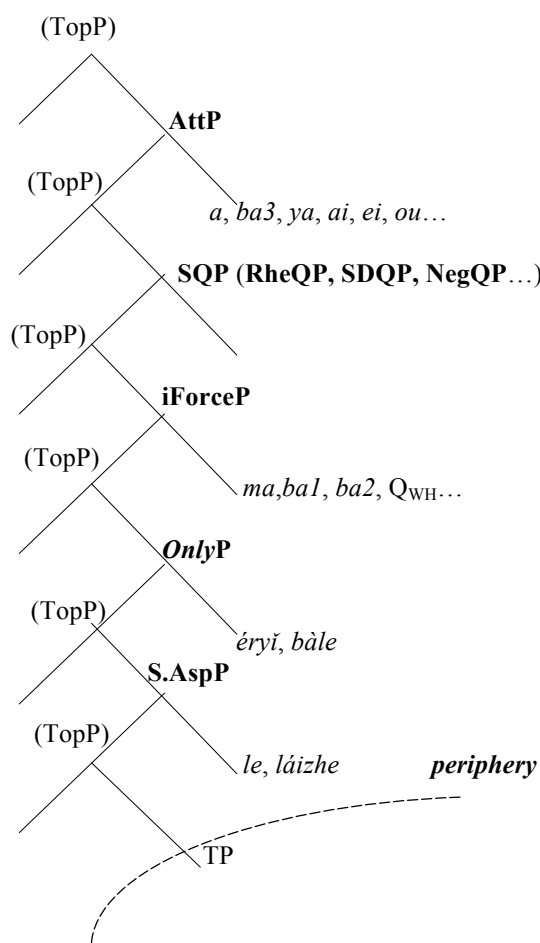 (TopP)
AttP
(TopP)
a, ba3, ya, ai, ei, ou…
SQP (RheQP, SDQP, NegQP…)
(TopP)
iForceP
(TopP)
ma,ba1, ba2, QWH…
OnlyP
(TopP)
éryǐ, bàle
S.AspP
(TopP)
le, láizhe periphery
TP